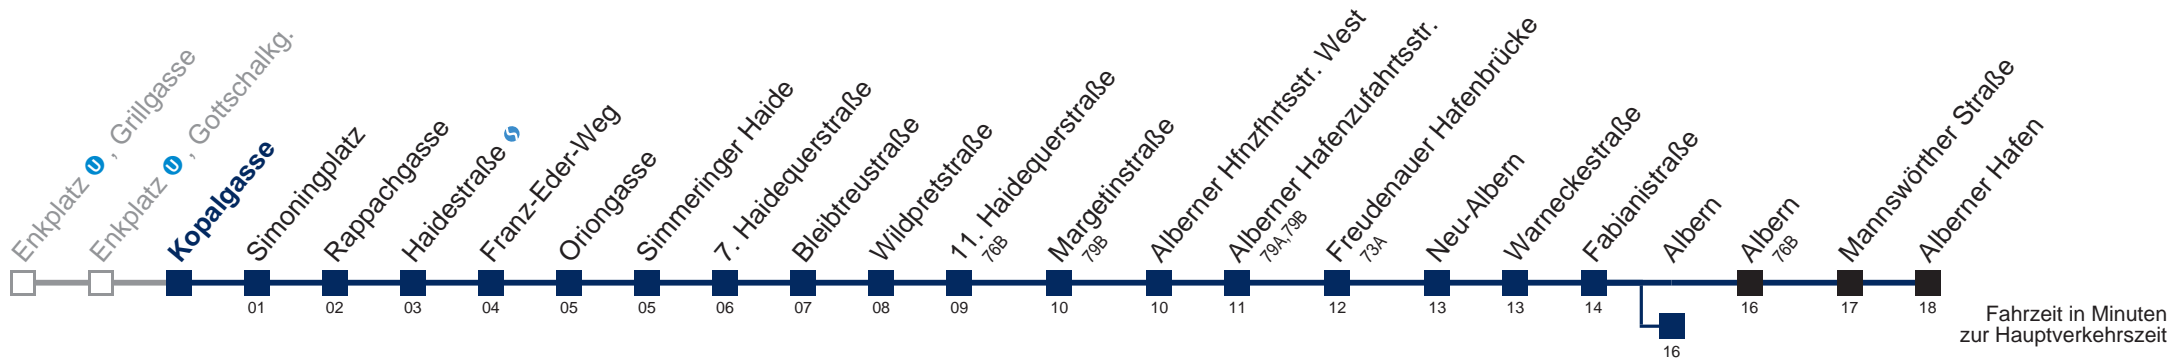 Enkplatz U , Grillgasse
Enkplatz U , Gottschalkg.
Kopalgasse
Simoningplatz
01
Rappachgasse
02
Haidestraße S
03
Franz-Eder-Weg
04
Oriongasse
05
Simmeringer Haide
05
7. Haidequerstraße
06
Bleibtreustraße
07
Wildpretstraße
08
11. Haidequerstraße
76B
09
Margetinstraße
79B
10
Alberner Hfnzfhrtsstr. West
10
Alberner Hafenzufahrtsstr.
79A,79B
11
Freudenauer Hafenbrücke
73A
12
Neu-Albern
13
Warneckestraße
13
Fabianistraße
14
Albern
16
Albern
76B
16
Mannswörther Straße
17
Alberner Hafen
18
Fahrzeit in Minuten
zur Hauptverkehrszeit